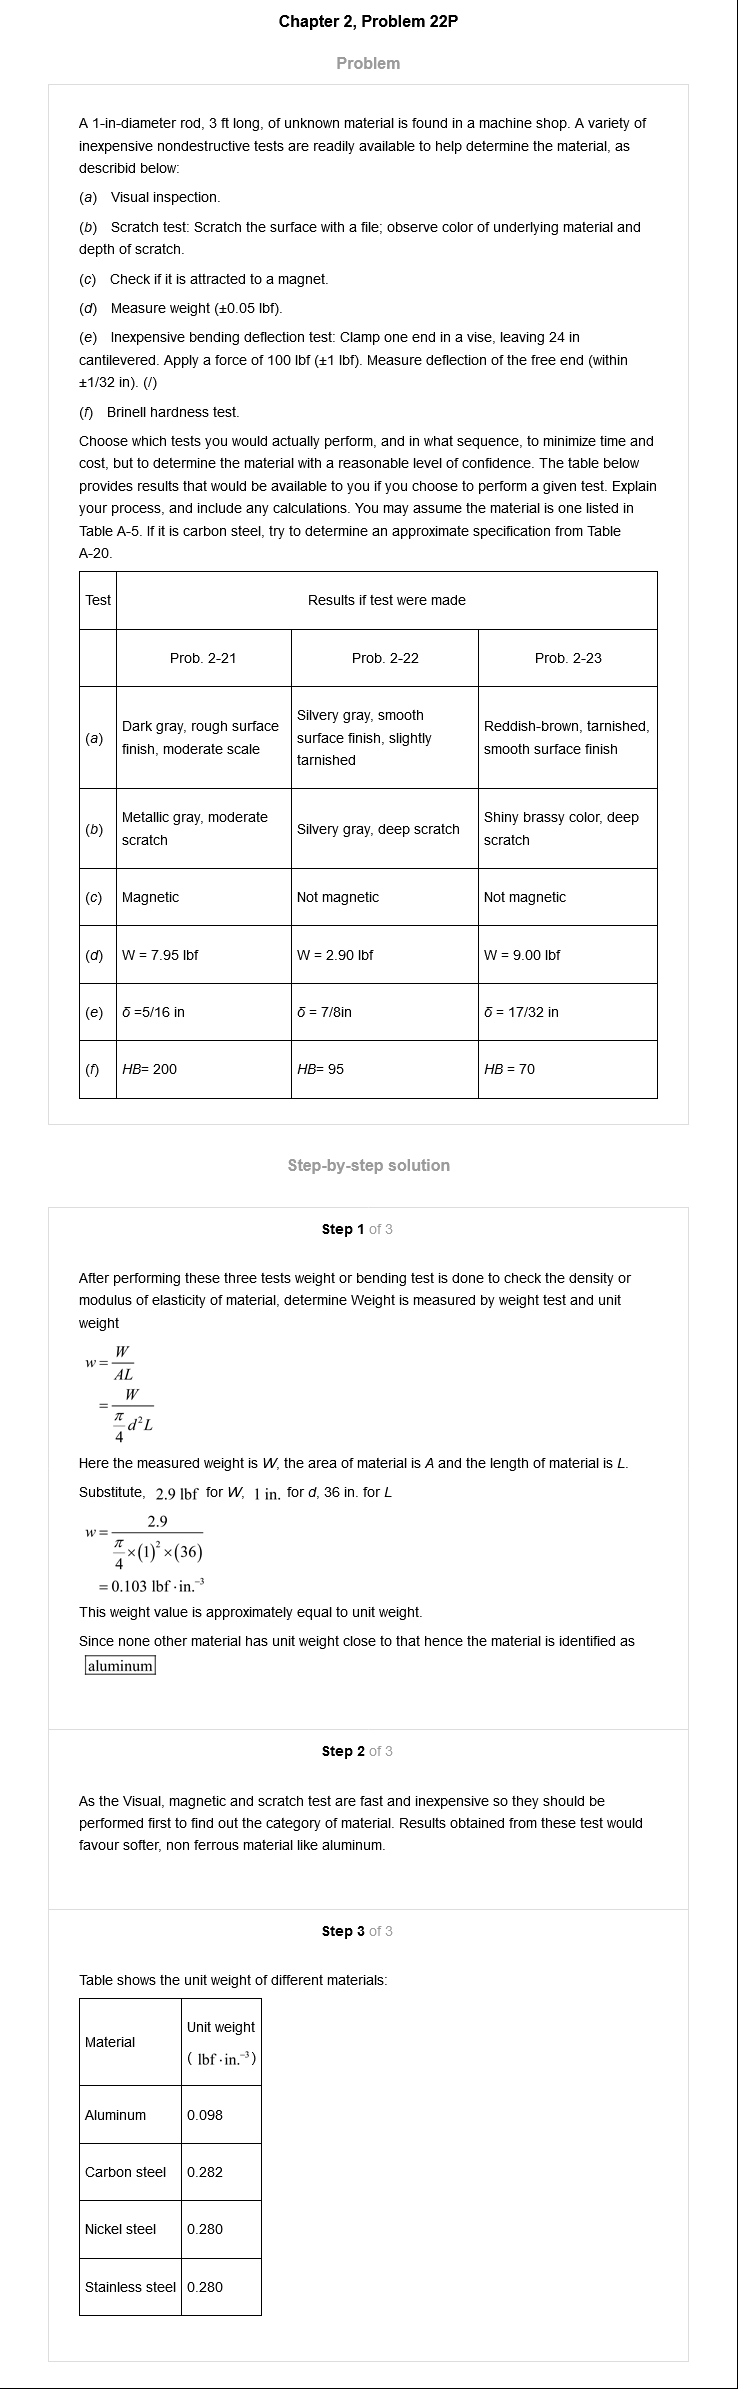 Chapter 2, Problem 22P
Problem
A 1-in-diameter rod, 3 ft long, of unknown material is found in a machine shop. A variety of
inexpensive nondestructive tests are readily available to help determine the material, as
describid below:
(a) Visual inspection.
(b) Scratch test: Scratch the surface with a file; observe color of underlying material and
depth of scratch.
(c) Check if it is attracted to a magnet.
(d) Measure weight (±0.05 lbf).
(e) Inexpensive bending deflection test: Clamp one end in a vise, leaving 24 in
cantilevered. Apply a force of 100 lbf (±1 lbf). Measure deflection of the free end (within
±1/32 in). (/)
(f) Brinell hardness test.
Choose which tests you would actually perform, and in what sequence, to minimize time and
cost, but to determine the material with a reasonable level of confidence. The table below
provides results that would be available to you if you choose to perform a given test. Explain
your process, and include any calculations. You may assume the material is one listed in
Table A-5. If it is carbon steel, try to determine an approximate specification from Table
A-20.
Test Results if test were made
Prob. 2-21 Prob. 2-22 Prob. 2-23
(a) Dark gray, rough surface finish, moderate scale Silvery gray, smooth surface finish, slightly tarnished Reddish-brown, tarnished, smooth surface finish
(b) Metallic gray, moderate scratch Silvery gray, deep scratch Shiny brassy color, deep scratch
(c) Magnetic Not magnetic Not magnetic
(d) W = 7.95 lbf W = 2.90 lbf W = 9.00 lbf
(e) δ =5/16 in δ = 7/8in δ = 17/32 in
(f) HB= 200 HB= 95 HB = 70
Step-by-step solution
Step 1 of 3
After performing these three tests weight or bending test is done to check the density or
modulus of elasticity of material, determine Weight is measured by weight test and unit
weight
w = W / AL
= W / (π/4 d² L)
Here the measured weight is W, the area of material is A and the length of material is L.
Substitute, 2.9 lbf for W, 1 in. for d, 36 in. for L
w = 2.9 / (π/4 × (1)² × (36))
= 0.103 lbf · in.⁻³
This weight value is approximately equal to unit weight.
Since none other material has unit weight close to that hence the material is identified as
aluminum
Step 2 of 3
As the Visual, magnetic and scratch test are fast and inexpensive so they should be
performed first to find out the category of material. Results obtained from these test would
favour softer, non ferrous material like aluminum.
Step 3 of 3
Table shows the unit weight of different materials:
Material Unit weight ( lbf · in.⁻³ )
Aluminum 0.098
Carbon steel 0.282
Nickel steel 0.280
Stainless steel 0.280